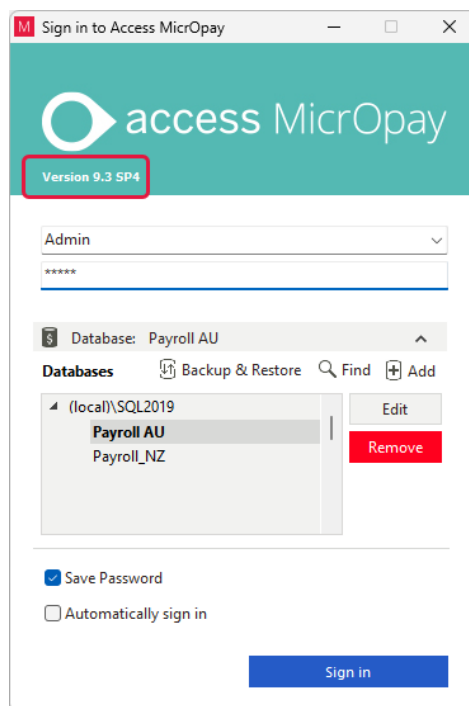 M Sign in to Access MicrOpay
access MicrOpay
Version 9.3 SP4
Admin
*****
$ Database: Payroll AU
Databases Backup & Restore Find Add
(local)\SQL2019 Edit
Payroll AU Remove
Payroll_NZ
Save Password
Automatically sign in
Sign in